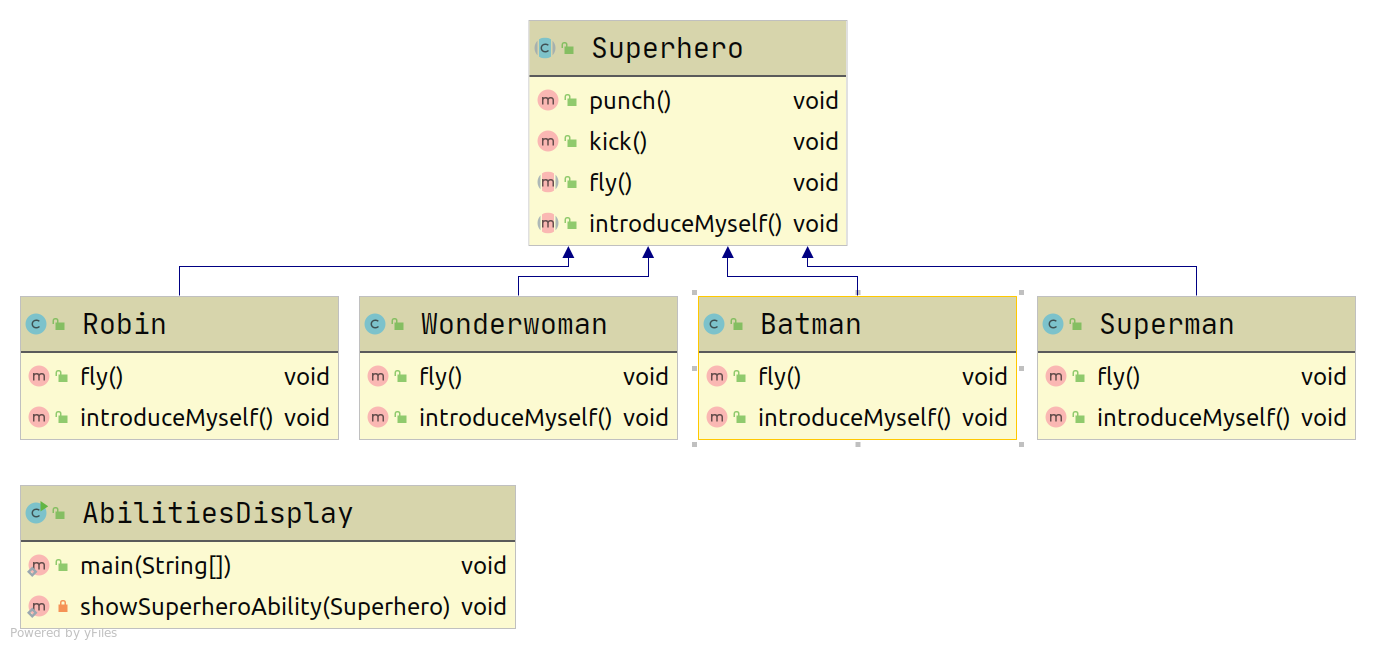 Superhero
punch() void
kick() void
fly() void
introduceMyself() void
Robin
fly() void
introduceMyself() void
Wonderwoman
fly() void
introduceMyself() void
Batman
fly() void
introduceMyself() void
Superman
fly() void
introduceMyself() void
AbilitiesDisplay
main(String[]) void
showSuperheroAbility(Superhero) void
Powered by yFiles